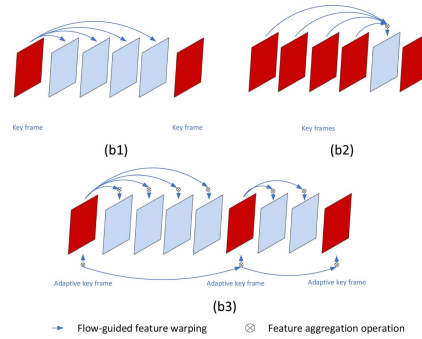 Key frame
Key frame
Key frames
(b1)
(b2)
Adaptive key frame
Adaptive key frame
Adaptive key frame
(b3)
Flow-guided feature warping
Feature aggregation operation